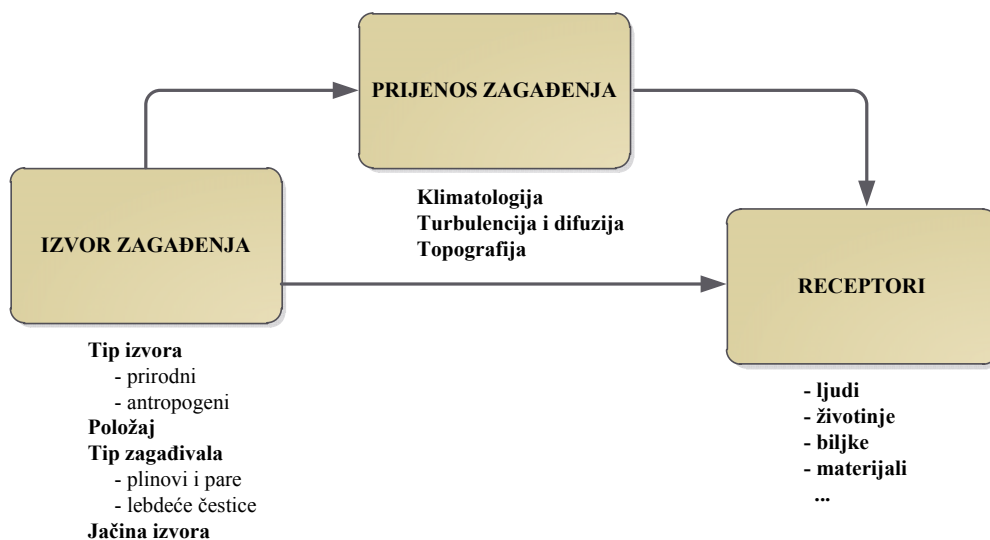 PRIJENOS ZAGAĐENJA
Klimatologija
Turbulencija i difuzija
Topografija
IZVOR ZAGAĐENJA
Tip izvora
- prirodni
- antropogeni
Položaj
Tip zagađivala
- plinovi i pare
- lebdeće čestice
Jačina izvora
RECEPTORI
- ljudi
- životinje
- biljke
- materijali
...